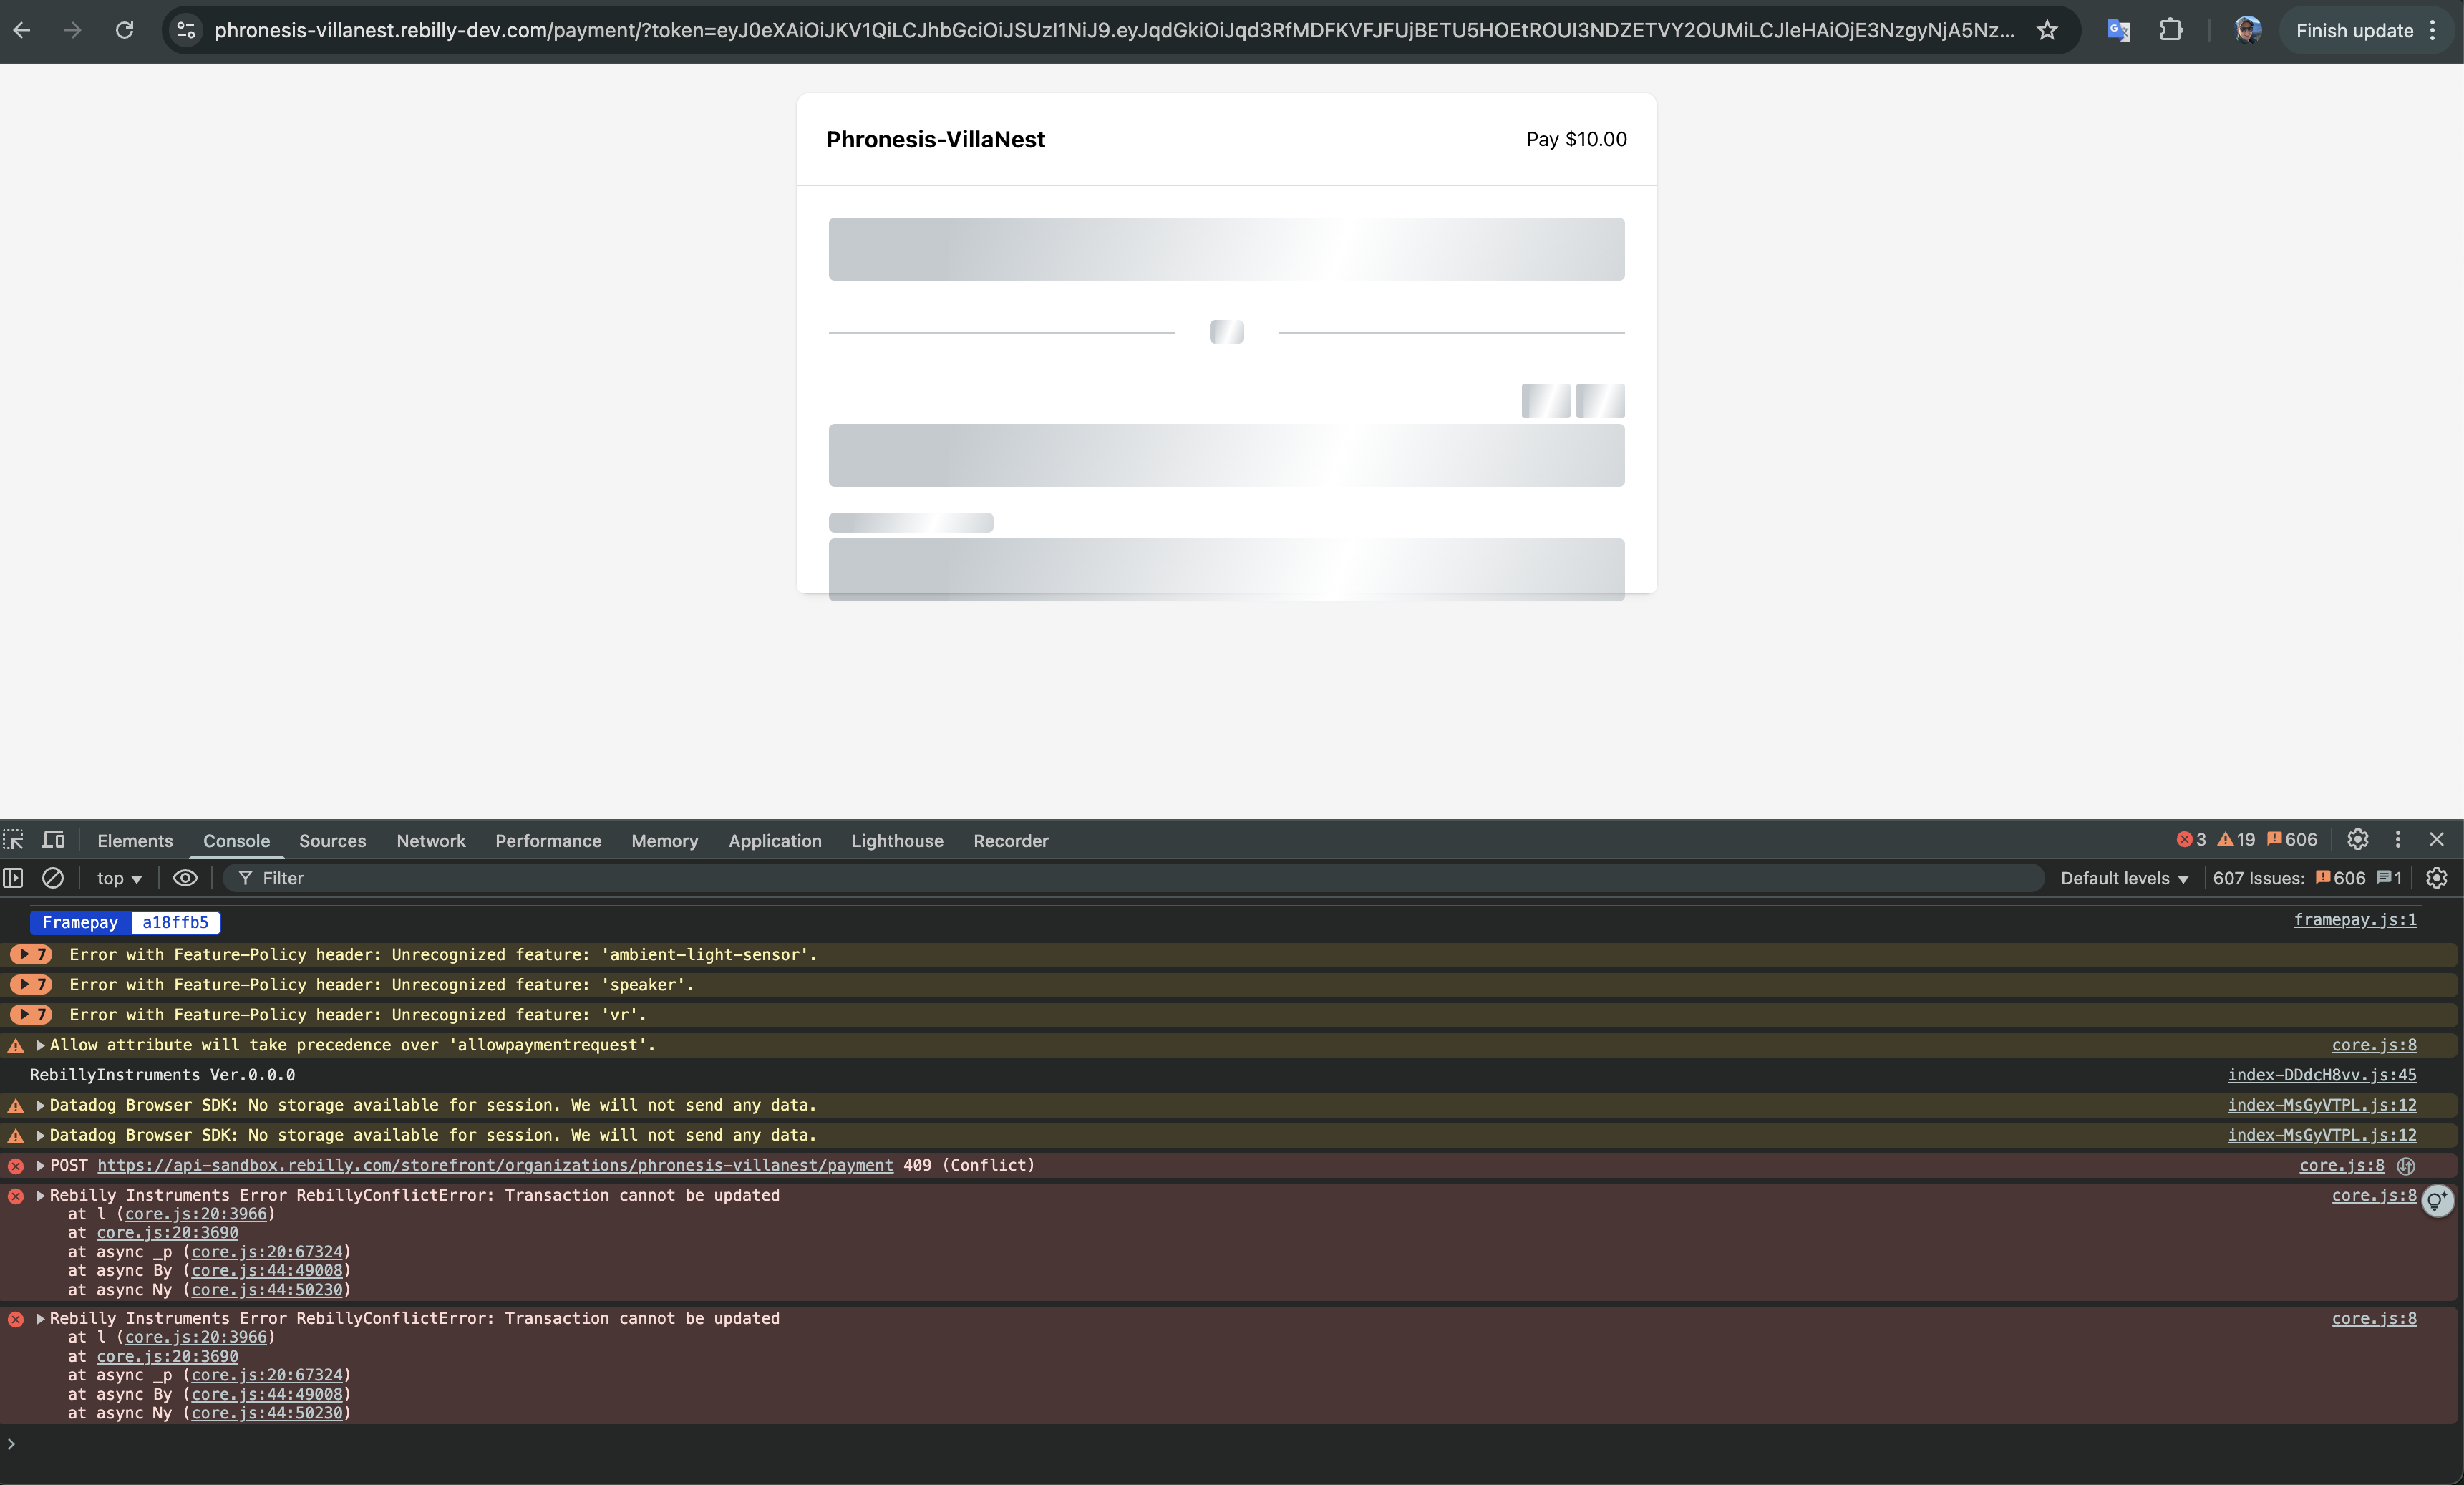 phronesis-villanest.rebilly-dev.com/payment/?token=eyJ0eXAiOiJKV1QiLCJhbGciOiJSUzI1NiJ9.eyJqdGkiOiJqd3RfMDFKVFJFUjBETU5HOEtROUI3NDZETVY2OUMiLCJleHAiOjE3NzgyNjA5Nz...
Finish update
Phronesis-VillaNest
Pay $10.00
Elements Console Sources Network Performance Memory Application Lighthouse Recorder
3 19 606
top
Filter
Default levels
607 Issues: 606 1
Framepay a18ffb5 framepay.js:1
7 Error with Feature-Policy header: Unrecognized feature: 'ambient-light-sensor'.
7 Error with Feature-Policy header: Unrecognized feature: 'speaker'.
7 Error with Feature-Policy header: Unrecognized feature: 'vr'.
Allow attribute will take precedence over 'allowpaymentrequest'. core.js:8
RebillyInstruments Ver.0.0.0 index-DDdcH8vv.js:45
Datadog Browser SDK: No storage available for session. We will not send any data. index-MsGyVTPL.js:12
Datadog Browser SDK: No storage available for session. We will not send any data. index-MsGyVTPL.js:12
POST https://api-sandbox.rebilly.com/storefront/organizations/phronesis-villanest/payment 409 (Conflict) core.js:8
Rebilly Instruments Error RebillyConflictError: Transaction cannot be updated core.js:8
at l (core.js:20:3966)
at core.js:20:3690
at async _p (core.js:20:67324)
at async By (core.js:44:49008)
at async Ny (core.js:44:50230)
Rebilly Instruments Error RebillyConflictError: Transaction cannot be updated core.js:8
at l (core.js:20:3966)
at core.js:20:3690
at async _p (core.js:20:67324)
at async By (core.js:44:49008)
at async Ny (core.js:44:50230)